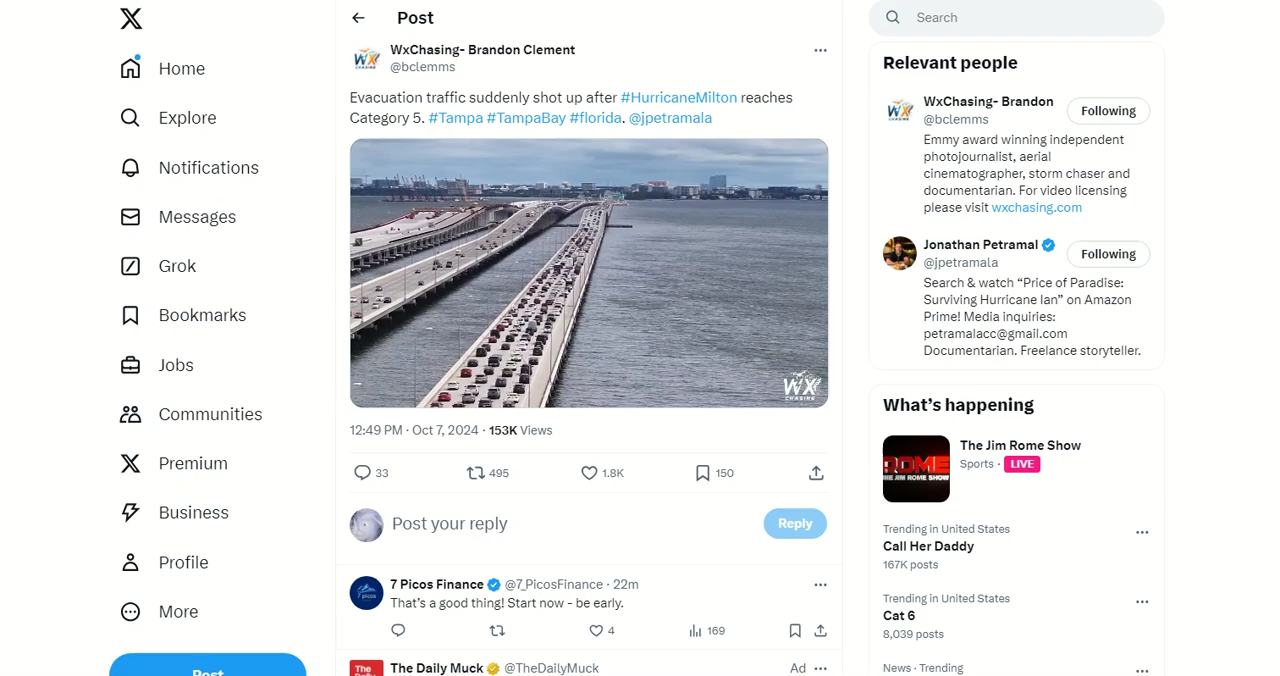 Home
Explore
Notifications
Messages
Grok
Bookmarks
Jobs
Communities
Premium
Business
Profile
More
Post
Post
WxChasing- Brandon Clement
@bclemms
Evacuation traffic suddenly shot up after #HurricaneMilton reaches
Category 5. #Tampa #TampaBay #florida. @jpetramala
WX
CHASING
12:49 PM · Oct 7, 2024 · 153K Views
33 495 1.8K 150
Post your reply
Reply
7 Picos Finance @7_PicosFinance · 22m
That's a good thing! Start now - be early.
4 169
The Daily Muck @TheDailyMuck Ad
Search
Relevant people
WxChasing- Brandon
@bclemms
Following
Emmy award winning independent
photojournalist, aerial
cinematographer, storm chaser and
documentarian. For video licensing
please visit wxchasing.com
Jonathan Petramal
@jpetramala
Following
Search & watch “Price of Paradise:
Surviving Hurricane Ian” on Amazon
Prime! Media inquiries:
petramalacc@gmail.com
Documentarian. Freelance storyteller.
What's happening
ROME
THE JIM ROME SHOW
The Jim Rome Show
Sports · LIVE
Trending in United States
Call Her Daddy
167K posts
Trending in United States
Cat 6
8,039 posts
News · Trending